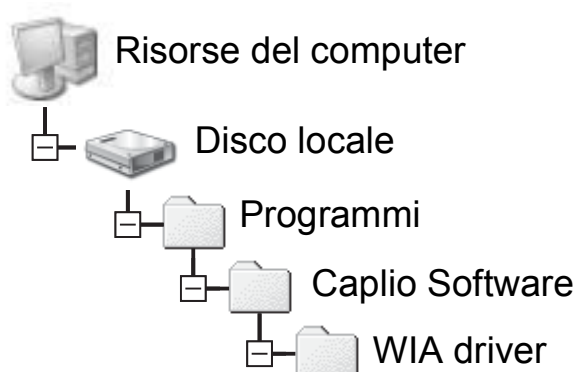 Risorse del computer
Disco locale
Programmi
Caplio Software
WIA driver